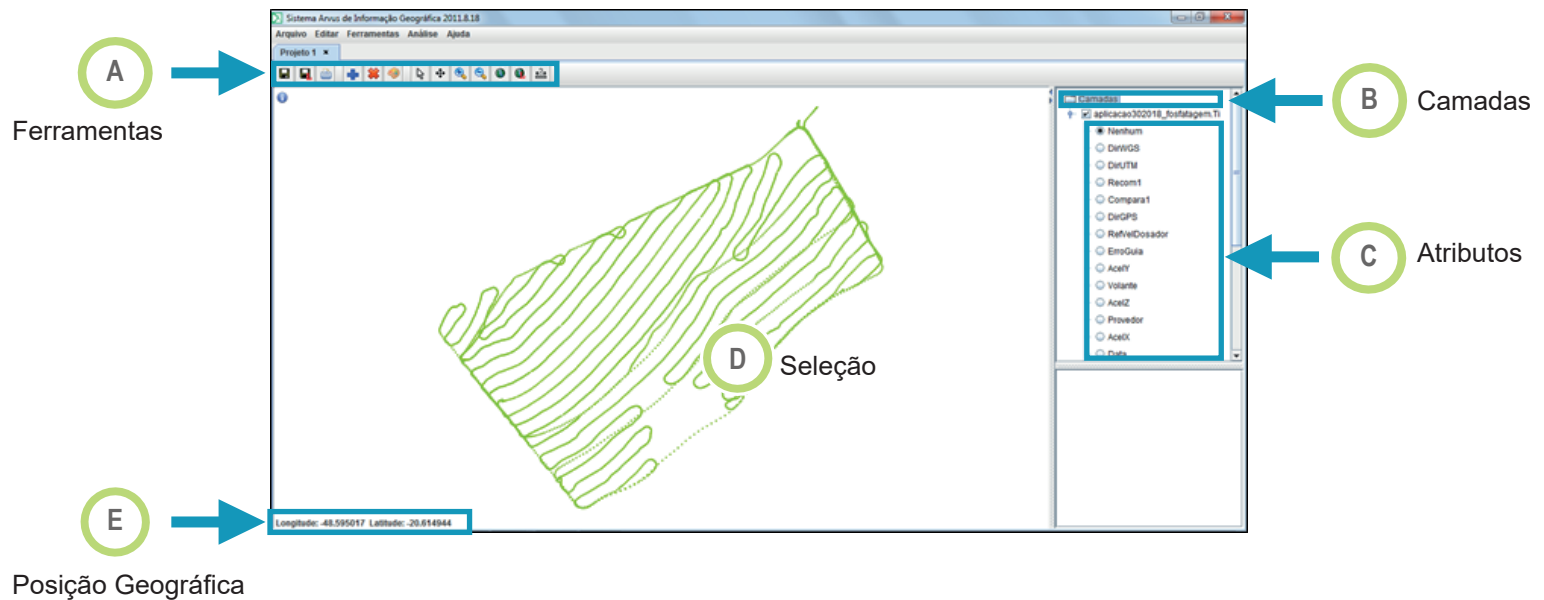 Sistema Arvus de Informação Geográfica 2011.8.18
Arquivo Editar Ferramentas Análise Ajuda
Projeto 1
A
Ferramentas
B
Camadas
Camadas
aplicacao302018_fosfatagem.Ti
Nenhum
DirWGS
DirUTM
Recom1
Compara1
DirGPS
RefVelDosador
ErroGuia
AcelY
Volante
AcelZ
Provedor
AcelX
Data
C
Atributos
D
Seleção
E
Longitude: -48.595017 Latitude: -20.614944
Posição Geográfica